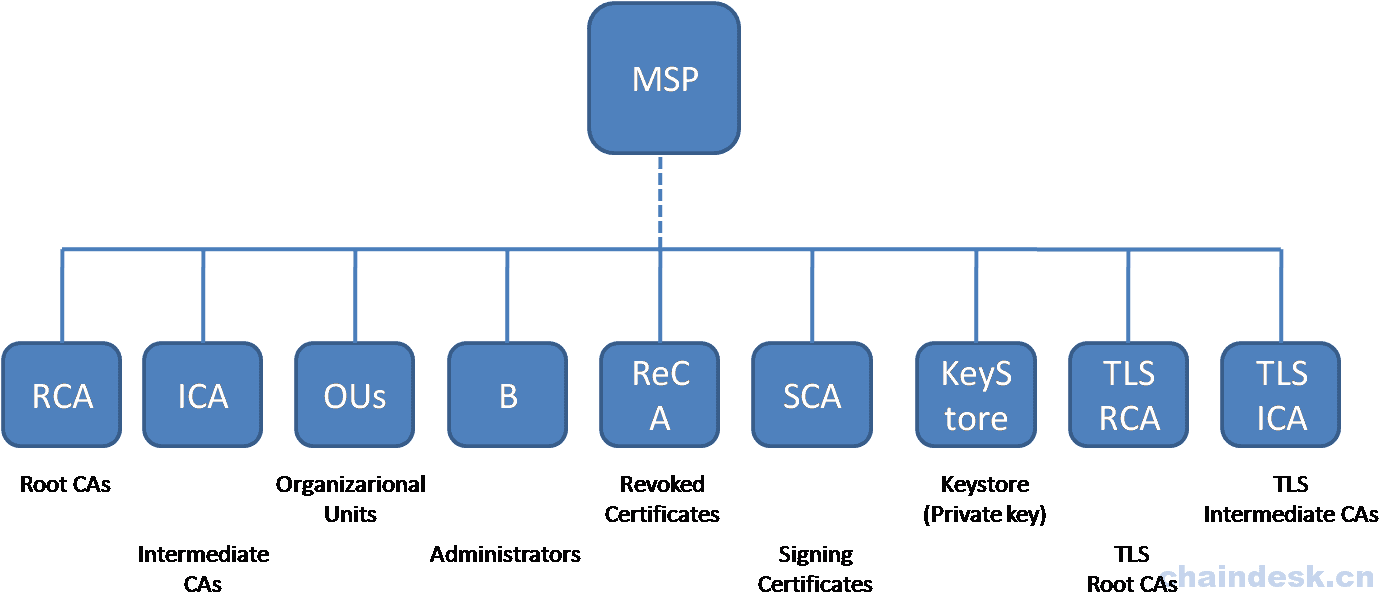 MSP
RCA
ICA
OUs
B
ReC
A
SCA
KeyS
tore
TLS
RCA
TLS
ICA
Root CAs
Intermediate
CAs
Organizarional
Units
Administrators
Revoked
Certificates
Signing
Certificates
Keystore
(Private key)
TLS
Root CAs
TLS
Intermediate CAs
chaindesk.cn